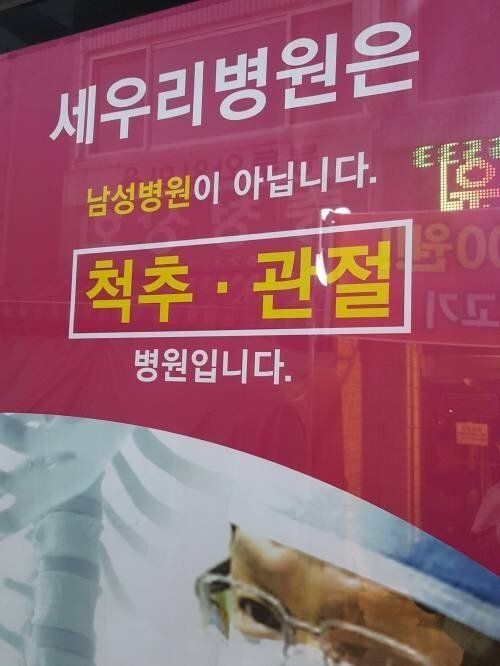 세우리병원은
남성병원이 아닙니다.
척추 · 관절
병원입니다.